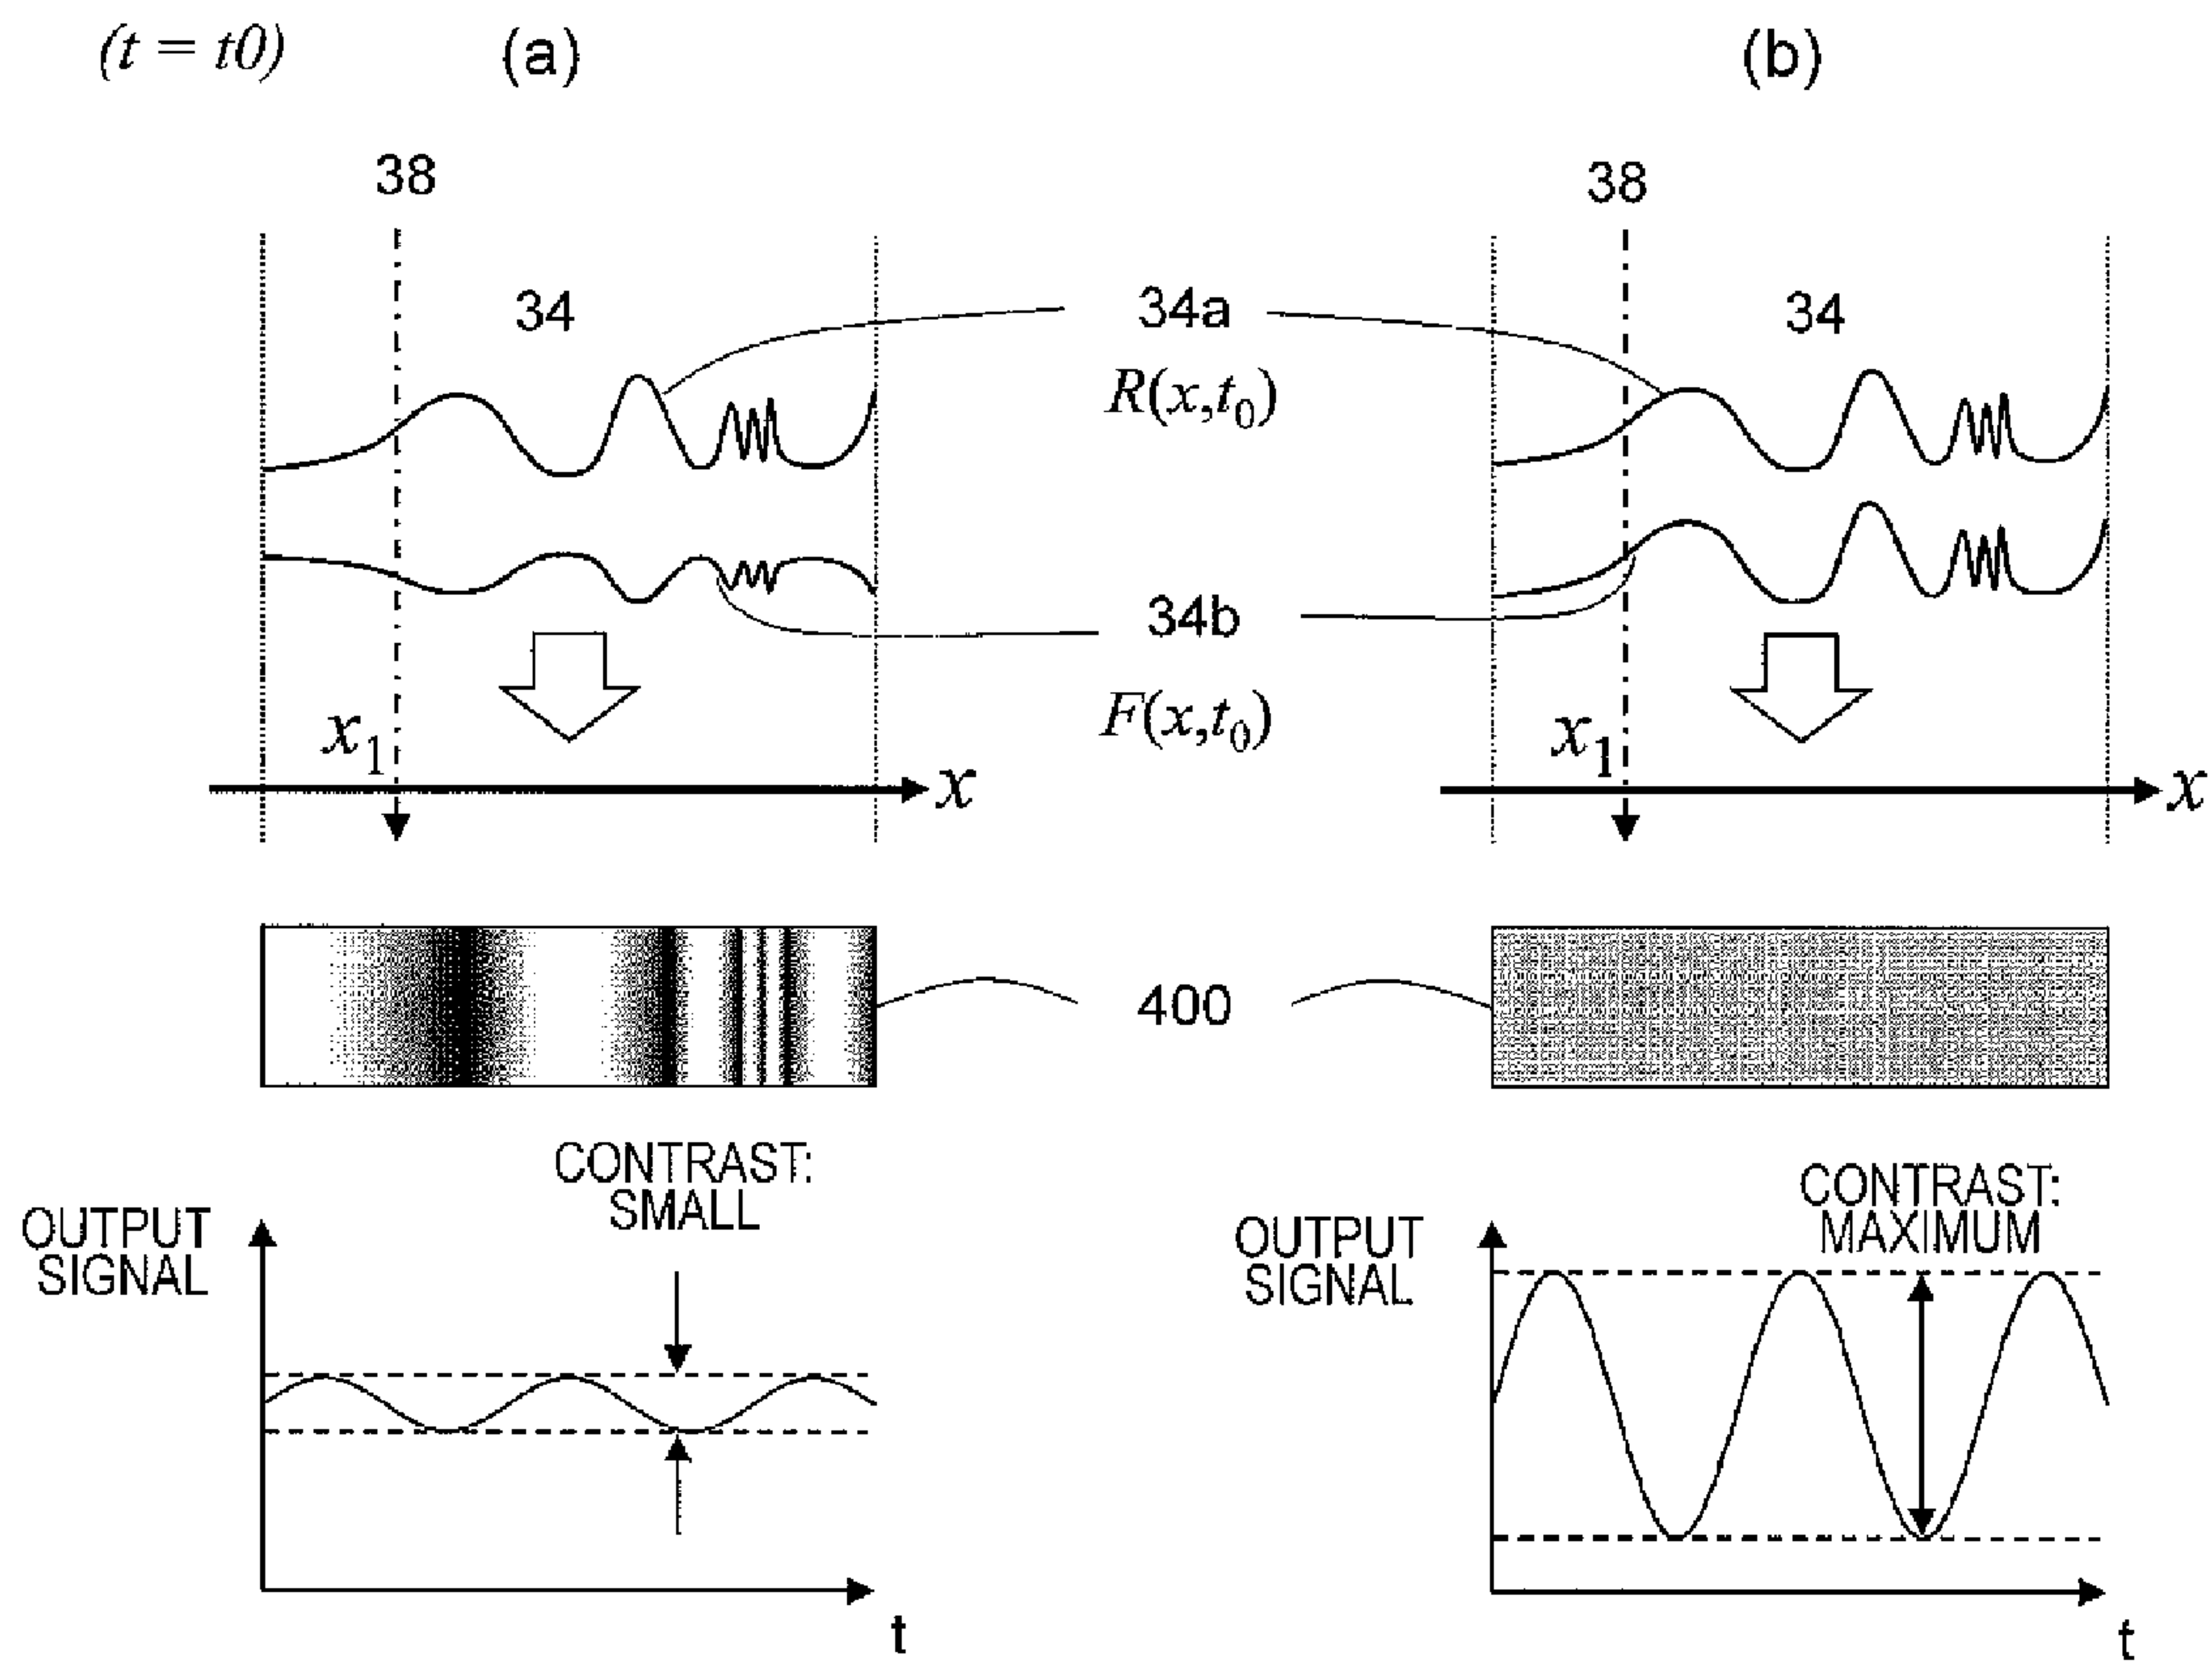 (t = t0)
(a)
(b)
38
38
34
34a
34
R(x,t0)
34b
F(x,t0)
x1
x
x1
x
400
CONTRAST:
SMALL
OUTPUT
SIGNAL
t
CONTRAST:
MAXIMUM
OUTPUT
SIGNAL
t